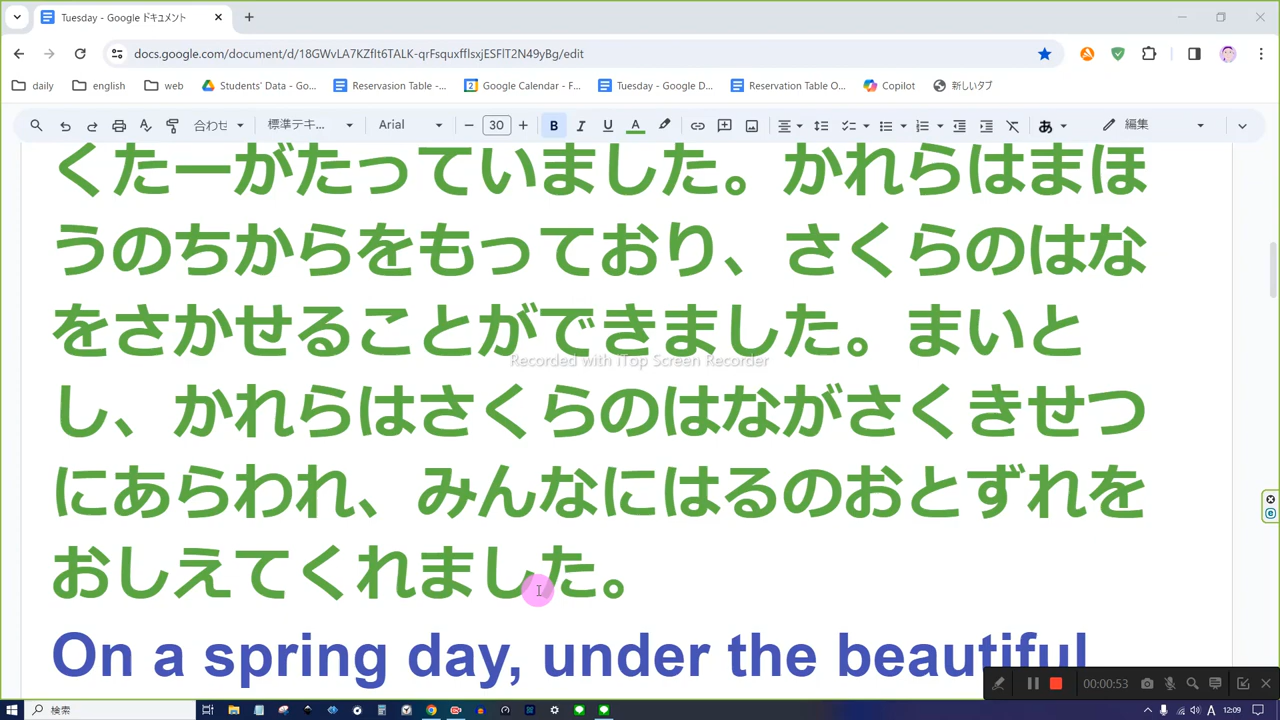 Tuesday - Google ドキュメント
docs.google.com/document/d/18GWvLA7KZfIt6TALK-qrFsquxfflsxjESFlT2N49yBg/edit
daily english web Students' Data - Go... Reservasion Table -... Google Calendar - F... Tuesday - Google D... Reservation Table O... Copilot 新しいタブ
合わせ 標準テキ... Arial 30 B I U A あ 編集
くたーがたっていました。かれらはまほ
うのちからをもっており、さくらのはな
をさかせることができました。まいと
し、かれらはさくらのはながさくきせつ
にあらわれ、みんなにはるのおとずれを
おしえてくれました。
Recorded with iTop Screen Recorder
On a spring day, under the beautiful
00:00:53
検索 A 12:09